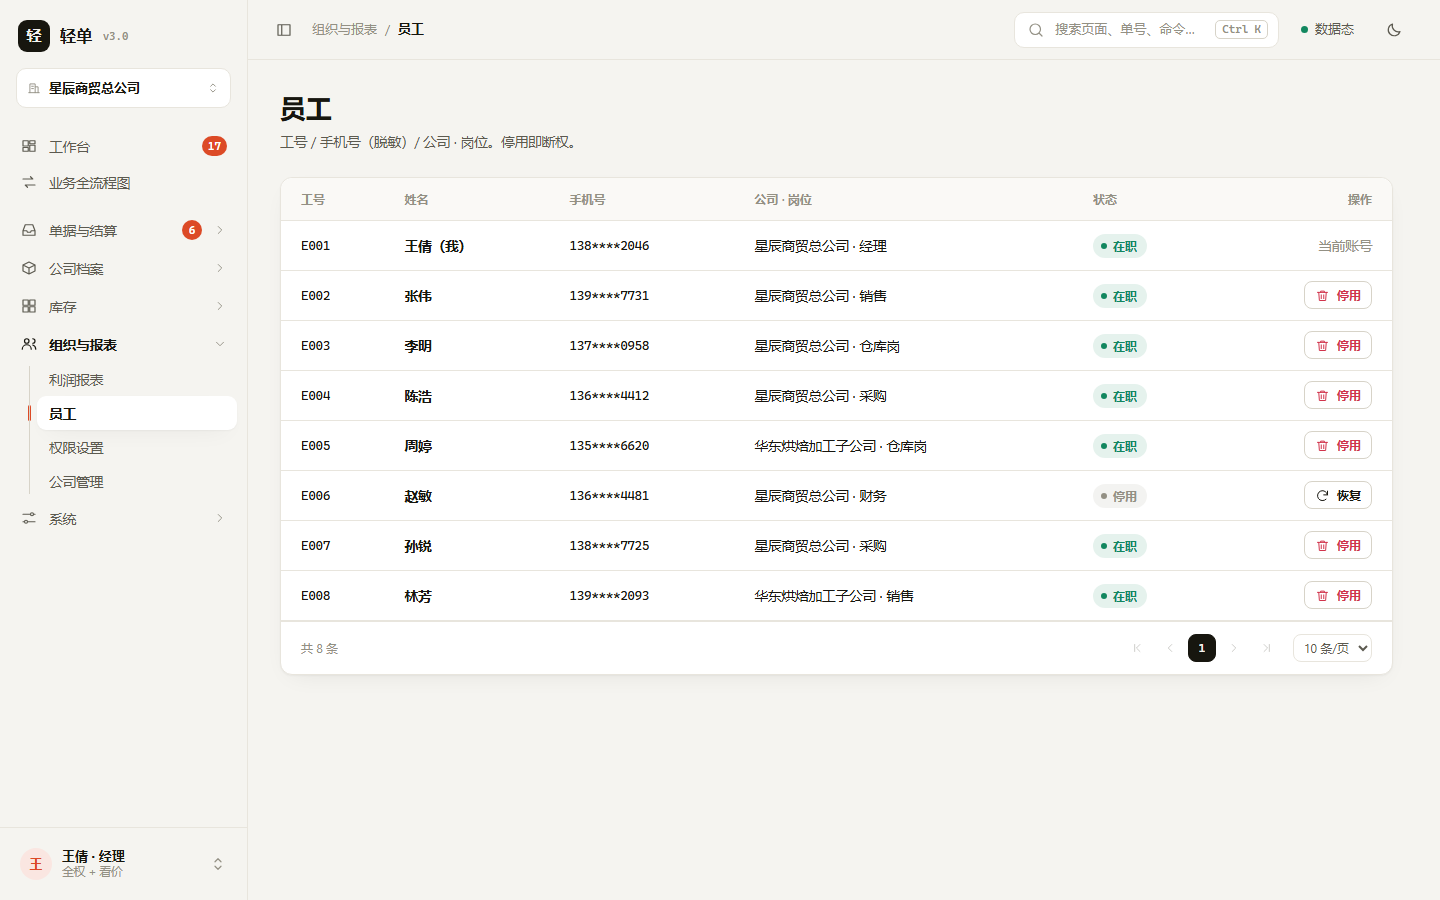 轻 轻单 v3.0
星辰商贸总公司
工作台 17
业务全流程图
单据与结算 6
公司档案
库存
组织与报表
利润报表
员工
权限设置
公司管理
系统
王 王倩 · 经理
全权 + 看价
组织与报表 / 员工
搜索页面、单号、命令... Ctrl K
数据态
员工
工号 / 手机号（脱敏）/ 公司 · 岗位。停用即断权。
工号 姓名 手机号 公司 · 岗位 状态 操作
E001 王倩（我） 138****2046 星辰商贸总公司 · 经理 在职 当前账号
E002 张伟 139****7731 星辰商贸总公司 · 销售 在职 停用
E003 李明 137****0958 星辰商贸总公司 · 仓库岗 在职 停用
E004 陈浩 136****4412 星辰商贸总公司 · 采购 在职 停用
E005 周婷 135****6620 华东烘焙加工子公司 · 仓库岗 在职 停用
E006 赵敏 136****4481 星辰商贸总公司 · 财务 停用 恢复
E007 孙锐 138****7725 星辰商贸总公司 · 采购 在职 停用
E008 林芳 139****2093 华东烘焙加工子公司 · 销售 在职 停用
共 8 条 1 10 条/页